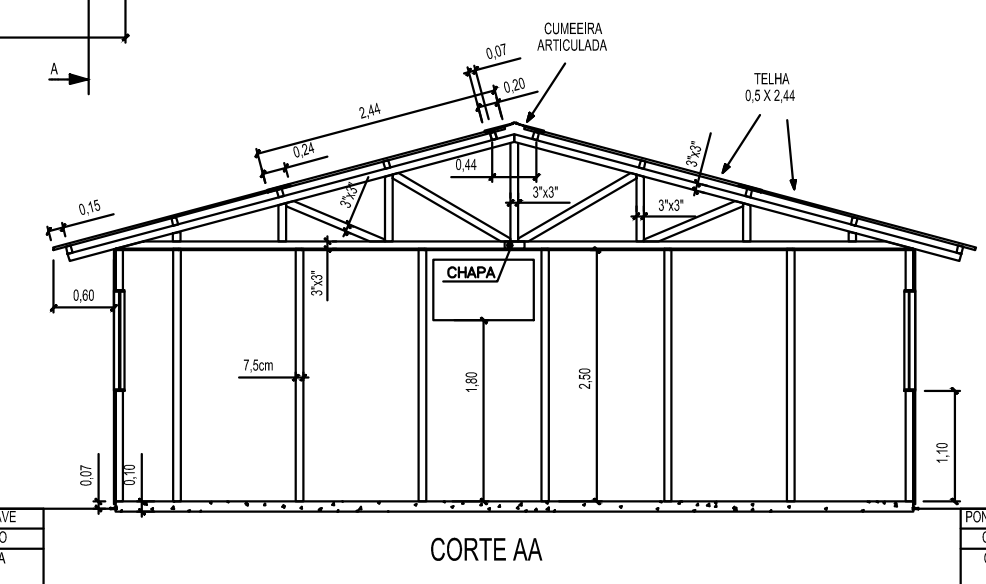 CUMEEIRA
ARTICULADA
0,07
A
0,20
TELHA
0,5 X 2,44
2,44
0,24
3"x3"
0,44
3"x3"
3"x3"
3"x3"
0,15
CHAPA
3"x3"
0,60
7,5cm
1,80
2,50
1,10
0,07
0,10
AVE
O
A
PON
C
CORTE AA